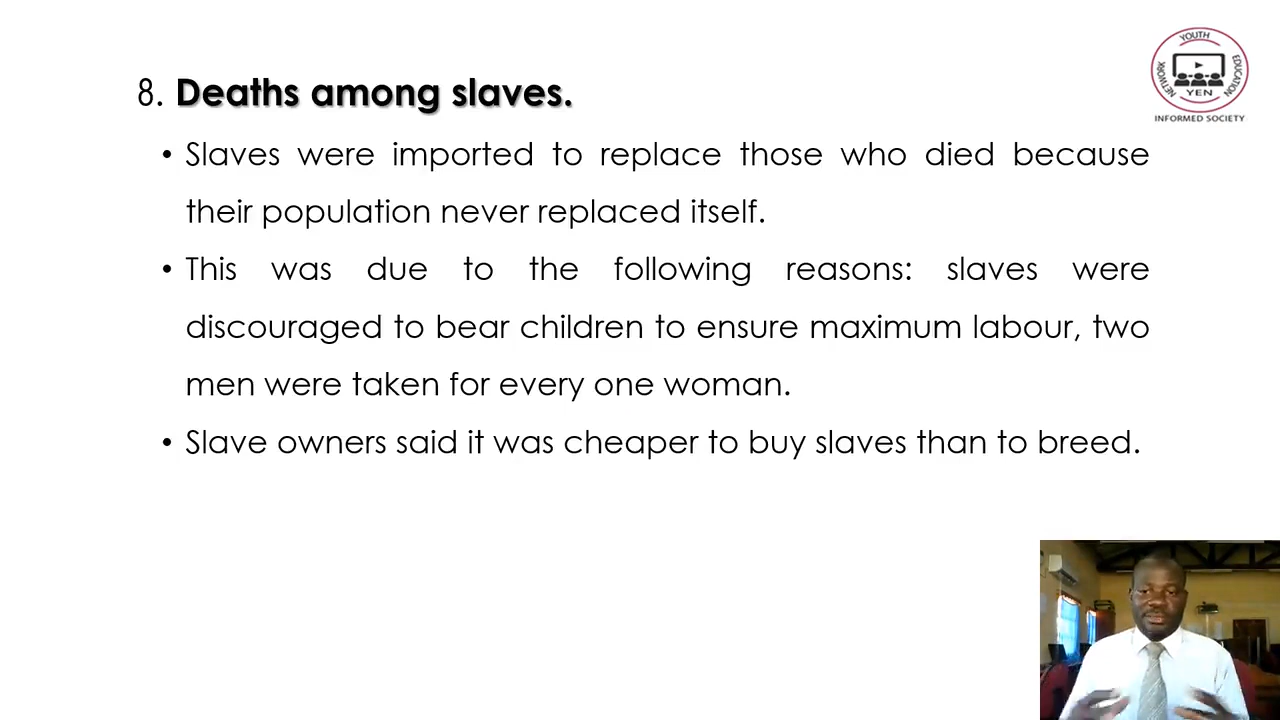 8. Deaths among slaves.
• Slaves were imported to replace those who died because
their population never replaced itself.
• This was due to the following reasons: slaves were
discouraged to bear children to ensure maximum labour, two
men were taken for every one woman.
• Slave owners said it was cheaper to buy slaves than to breed.
YOUTH
EDUCATION
NETWORK
YEN
INFORMED SOCIETY